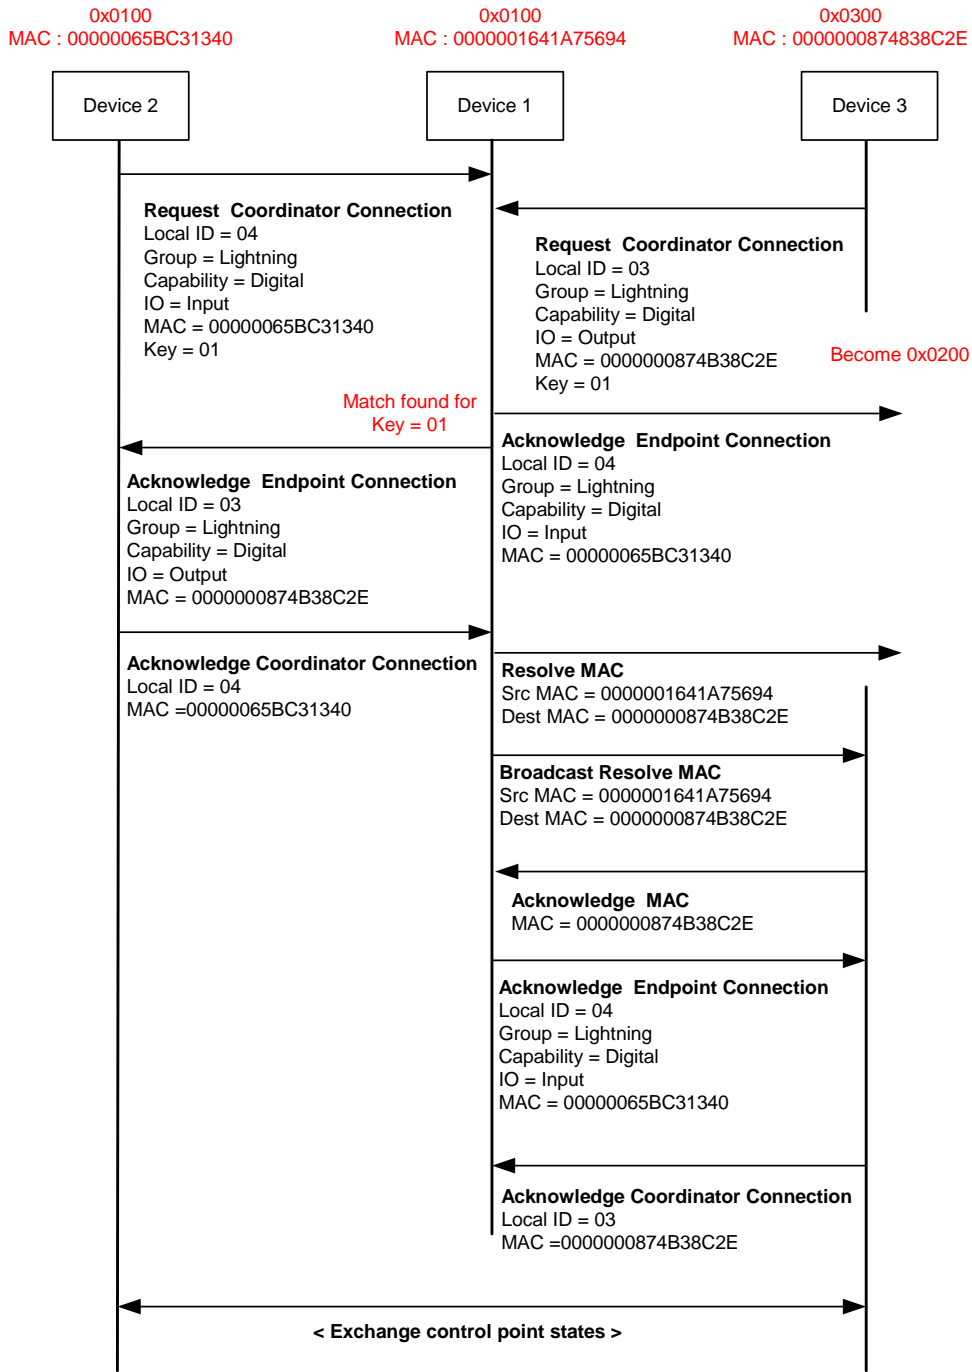 0x0100
MAC : 00000065BC31340
0x0100
MAC : 0000001641A75694
0x0300
MAC : 0000000874838C2E
Device 2
Device 1
Device 3
Request  Coordinator Connection
Local ID = 04
Group = Lightning
Capability = Digital
IO = Input
MAC = 00000065BC31340
Key = 01
Request  Coordinator Connection
Local ID = 03
Group = Lightning
Capability = Digital
IO = Output
MAC = 0000000874B38C2E
Key = 01
Become 0x0200
Match found for
Key = 01
Acknowledge  Endpoint Connection
Local ID = 04
Group = Lightning
Capability = Digital
IO = Input
MAC = 00000065BC31340
Acknowledge  Endpoint Connection
Local ID = 03
Group = Lightning
Capability = Digital
IO = Output
MAC = 0000000874B38C2E
Acknowledge Coordinator Connection
Local ID = 04
MAC =00000065BC31340
Resolve MAC
Src MAC = 0000001641A75694
Dest MAC = 0000000874B38C2E
Broadcast Resolve MAC
Src MAC = 0000001641A75694
Dest MAC = 0000000874B38C2E
Acknowledge  MAC
MAC = 0000000874B38C2E
Acknowledge  Endpoint Connection
Local ID = 04
Group = Lightning
Capability = Digital
IO = Input
MAC = 00000065BC31340
Acknowledge Coordinator Connection
Local ID = 03
MAC =0000000874B38C2E
< Exchange control point states >